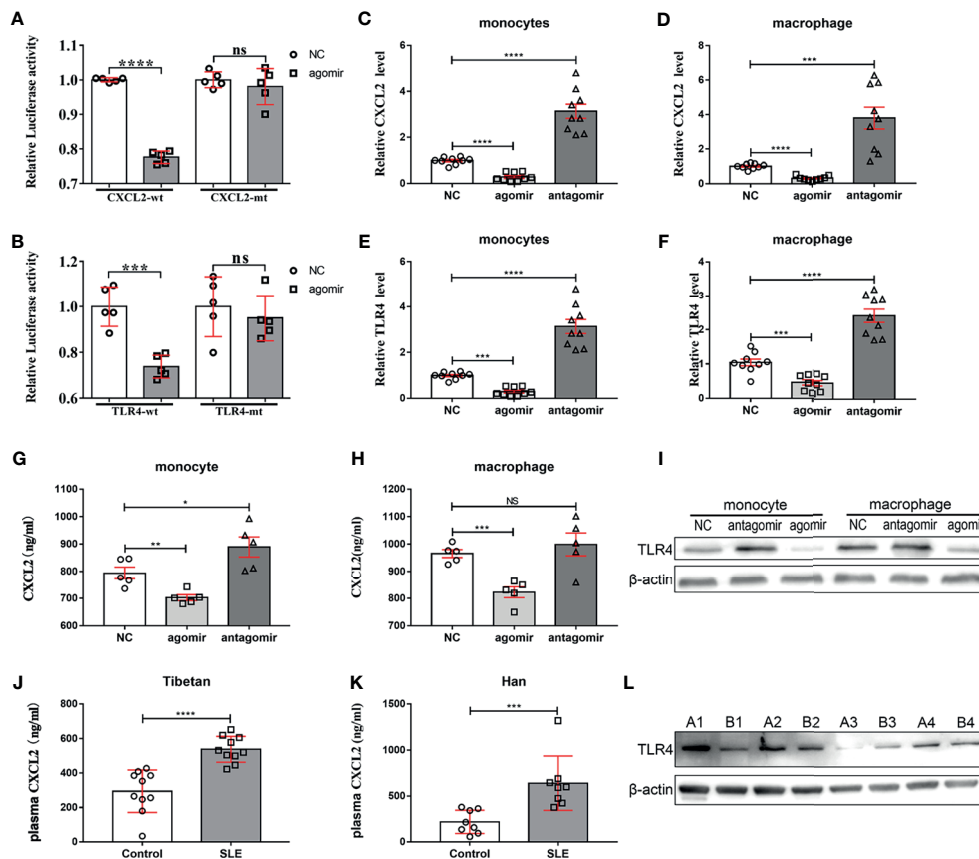 A
Relative Luciferase activity
1.1
1.0
0.9
0.8
0.7
****
ns
NC
agomir
CXCL2-wt
CXCL2-mt
B
Relative Luciferase activity
1.2
1.0
0.8
0.6
***
ns
NC
agomir
TLR4-wt
TLR4-mt
C
monocytes
Relative CXCL2 level
6
4
2
0
****
****
NC agomir antagomir
D
macrophage
Relative CXCL2 level
8
6
4
2
0
***
****
NC agomir antagomir
E
monocytes
Relative TLR4 level
6
4
2
0
****
***
NC agomir antagomir
F
macrophage
Relative TLR4 level
4
3
2
1
0
****
***
NC agomir antagomir
G
monocyte
CXCL2 (ng/ml)
1100
1000
900
800
700
600
*
**
NC agomir antagomir
H
macrophage
CXCL2(ng/ml)
1200
1100
1000
900
800
NS
***
NC agomir antagomir
I
monocyte macrophage
NC antagomir agomir NC antagomir agomi
TLR4
β-actin
J
Tibetan
plasma CXCL2 (ng/ml)
800
600
400
200
0
****
Control SLE
K
Han
plasma CXCL2 (ng/ml)
1500
1000
500
0
***
Control SLE
L
A1 B1 A2 B2 A3 B3 A4 B4
TLR4
β-actin